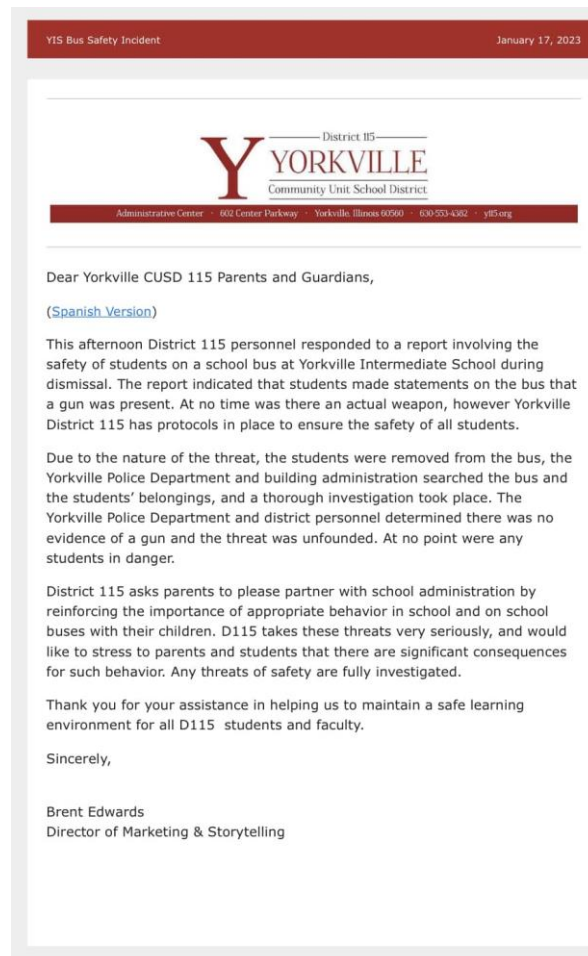 YIS Bus Safety Incident January 17, 2023
District 115
Y YORKVILLE
Community Unit School District
Administrative Center · 602 Center Parkway · Yorkville, Illinois 60560 · 630-553-4382 · y115.org
Dear Yorkville CUSD 115 Parents and Guardians,
(Spanish Version)
This afternoon District 115 personnel responded to a report involving the
safety of students on a school bus at Yorkville Intermediate School during
dismissal. The report indicated that students made statements on the bus that
a gun was present. At no time was there an actual weapon, however Yorkville
District 115 has protocols in place to ensure the safety of all students.
Due to the nature of the threat, the students were removed from the bus, the
Yorkville Police Department and building administration searched the bus and
the students’ belongings, and a thorough investigation took place. The
Yorkville Police Department and district personnel determined there was no
evidence of a gun and the threat was unfounded. At no point were any
students in danger.
District 115 asks parents to please partner with school administration by
reinforcing the importance of appropriate behavior in school and on school
buses with their children. D115 takes these threats very seriously, and would
like to stress to parents and students that there are significant consequences
for such behavior. Any threats of safety are fully investigated.
Thank you for your assistance in helping us to maintain a safe learning
environment for all D115  students and faculty.
Sincerely,
Brent Edwards
Director of Marketing & Storytelling